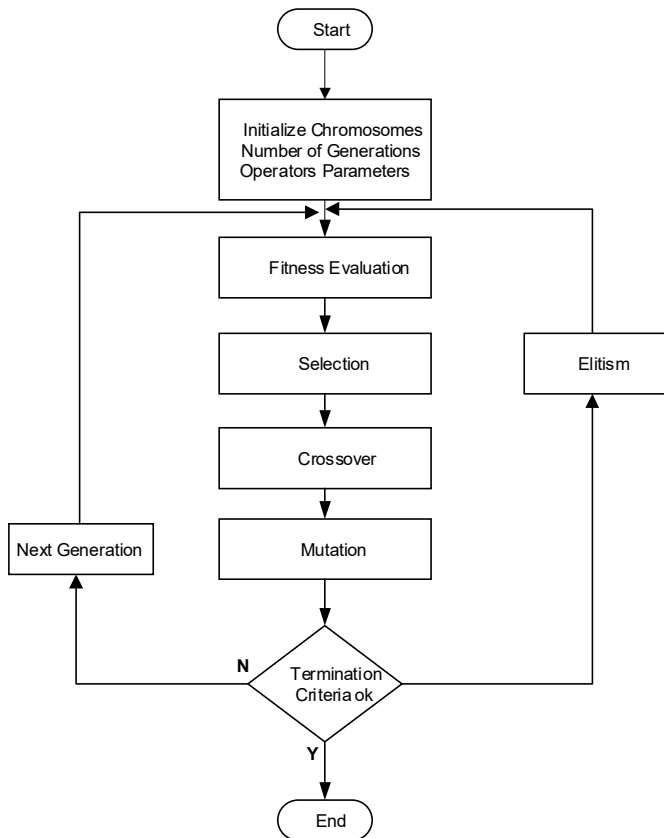 Start
Initialize Chromosomes
Number of Generations
Operators Parameters
Fitness Evaluation
Selection
Elitism
Crossover
Next Generation
Mutation
N
Termination
Criteria ok
Y
End